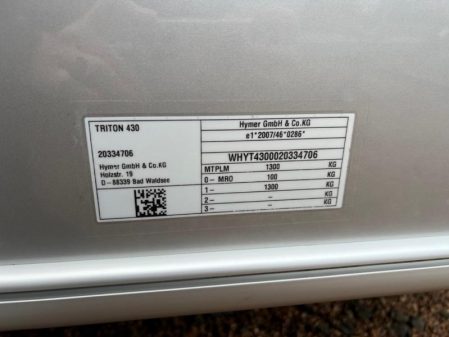 TRITON 430
20334706
Hymer GmbH & Co.KG
Holzstr. 19
D-88339 Bad Waldsee
Hymer GmbH & Co.KG
e1*2007/46*0286*
WHYT4300020334706
MTPLM 1300 KG
0- MRO 100 KG
1- 1300 KG
2- - KG
3- - KG